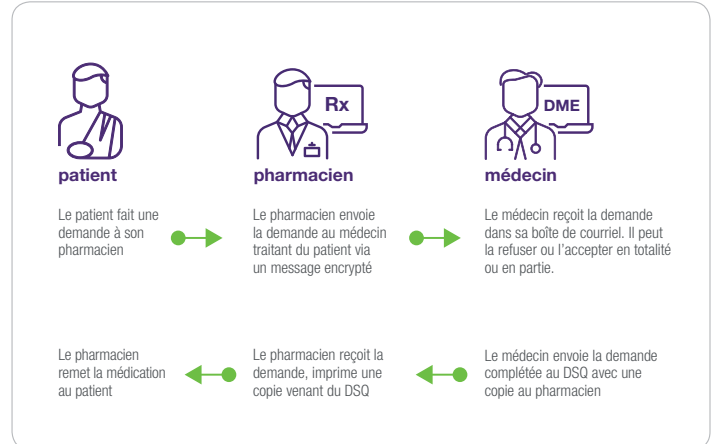 Rx
DME
patient
pharmacien
médecin
Le patient fait une
demande à son
pharmacien
Le pharmacien envoie
la demande au médecin
traitant du patient via
un message encrypté
Le médecin reçoit la demande
dans sa boîte de courriel. Il peut
la refuser ou l’accepter en totalité
ou en partie.
Le pharmacien
remet la médication
au patient
Le pharmacien reçoit la
demande, imprime une
copie venant du DSQ
Le médecin envoie la demande
complétée au DSQ avec une
copie au pharmacien